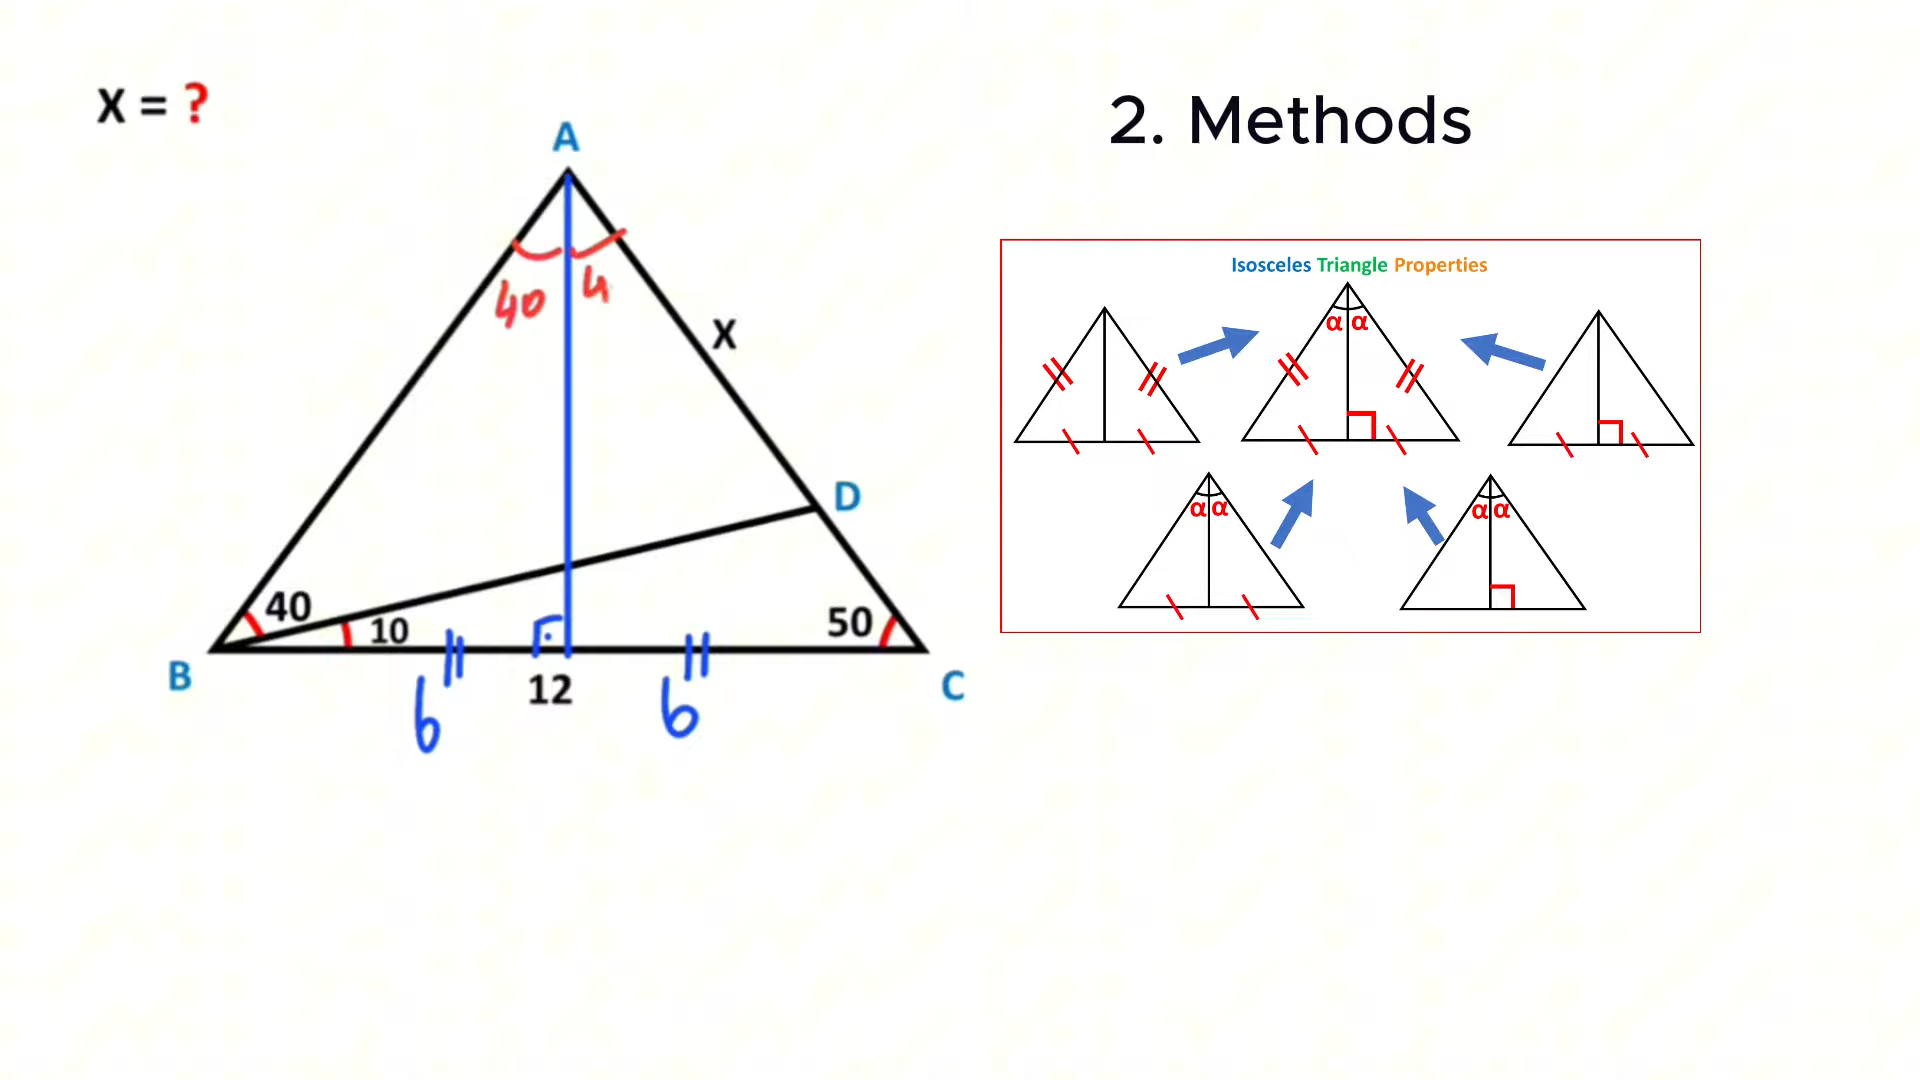 X = ?
2. Methods
A
40
4
X
D
40
10
50
B
12
C
6
6
Isosceles Triangle Properties
α α
α α
α α